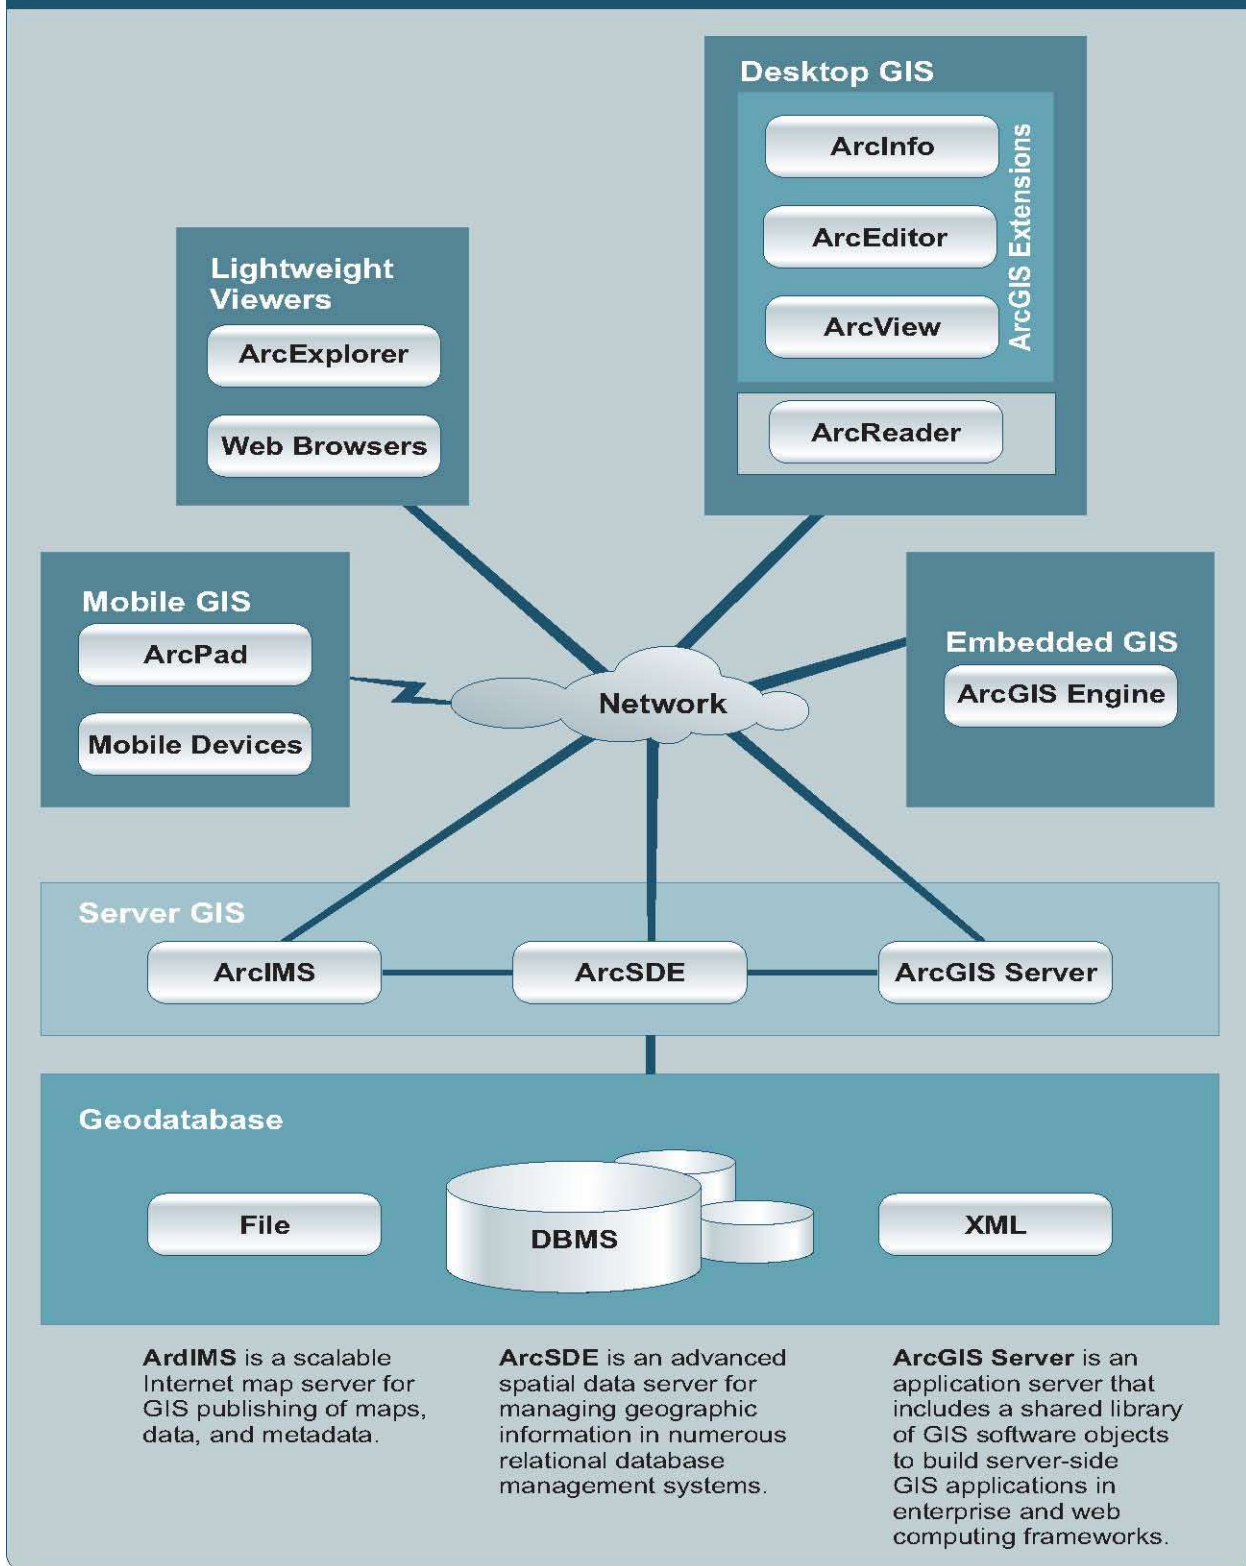 Desktop GIS
ArcInfo
ArcEditor
ArcView
ArcGIS Extensions
ArcReader
Lightweight
Viewers
ArcExplorer
Web Browsers
Mobile GIS
ArcPad
Mobile Devices
Network
Embedded GIS
ArcGIS Engine
Server GIS
ArcIMS
ArcSDE
ArcGIS Server
Geodatabase
File
DBMS
XML
ArdIMS is a scalable
Internet map server for
GIS publishing of maps,
data, and metadata.
ArcSDE is an advanced
spatial data server for
managing geographic
information in numerous
relational database
management systems.
ArcGIS Server is an
application server that
includes a shared library
of GIS software objects
to build server-side
GIS applications in
enterprise and web
computing frameworks.